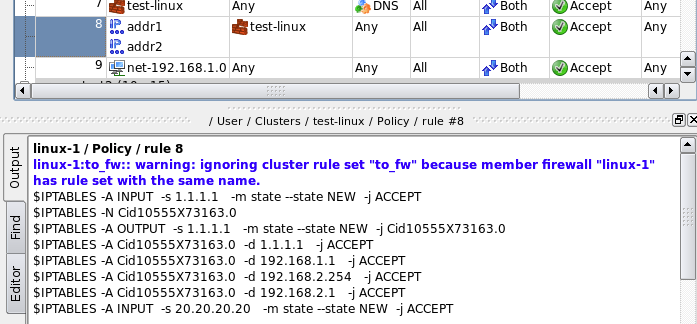 7 test-linux Any DNS All Both Accept
8 addr1 test-linux Any All Both Accept
addr2
9 net-192.168.1.0 Any Any All Both Accept
/ User / Clusters / test-linux / Policy / rule #8
Output
Find
Editor
linux-1 / Policy / rule 8
linux-1:to_fw:: warning: ignoring cluster rule set "to_fw" because member firewall "linux-1"
has rule set with the same name.
$IPTABLES -A INPUT -s 1.1.1.1 -m state --state NEW -j ACCEPT
$IPTABLES -N Cid10555X73163.0
$IPTABLES -A OUTPUT -s 1.1.1.1 -m state --state NEW -j Cid10555X73163.0
$IPTABLES -A Cid10555X73163.0 -d 1.1.1.1 -j ACCEPT
$IPTABLES -A Cid10555X73163.0 -d 192.168.1.1 -j ACCEPT
$IPTABLES -A Cid10555X73163.0 -d 192.168.2.254 -j ACCEPT
$IPTABLES -A Cid10555X73163.0 -d 192.168.2.1 -j ACCEPT
$IPTABLES -A INPUT -s 20.20.20.20 -m state --state NEW -j ACCEPT